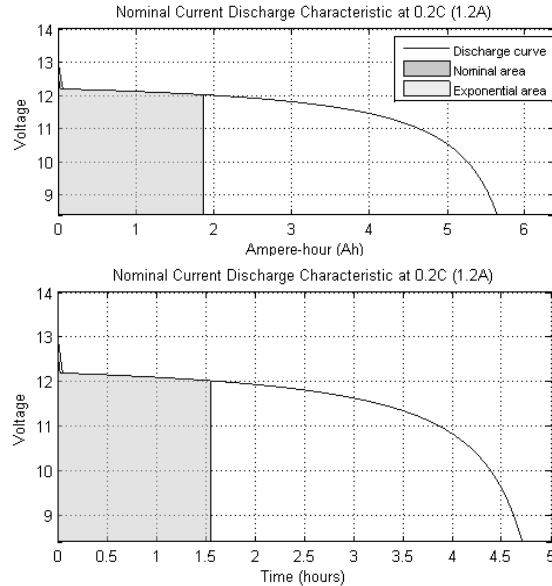 Nominal Current Discharge Characteristic at 0.2C (1.2A)
14
13
12
11
10
9
Voltage
Discharge curve
Nominal area
Exponential area
0 1 2 3 4 5 6
Ampere-hour (Ah)
Nominal Current Discharge Characteristic at 0.2C (1.2A)
14
13
12
11
10
9
Voltage
0 0.5 1 1.5 2 2.5 3 3.5 4 4.5 5
Time (hours)